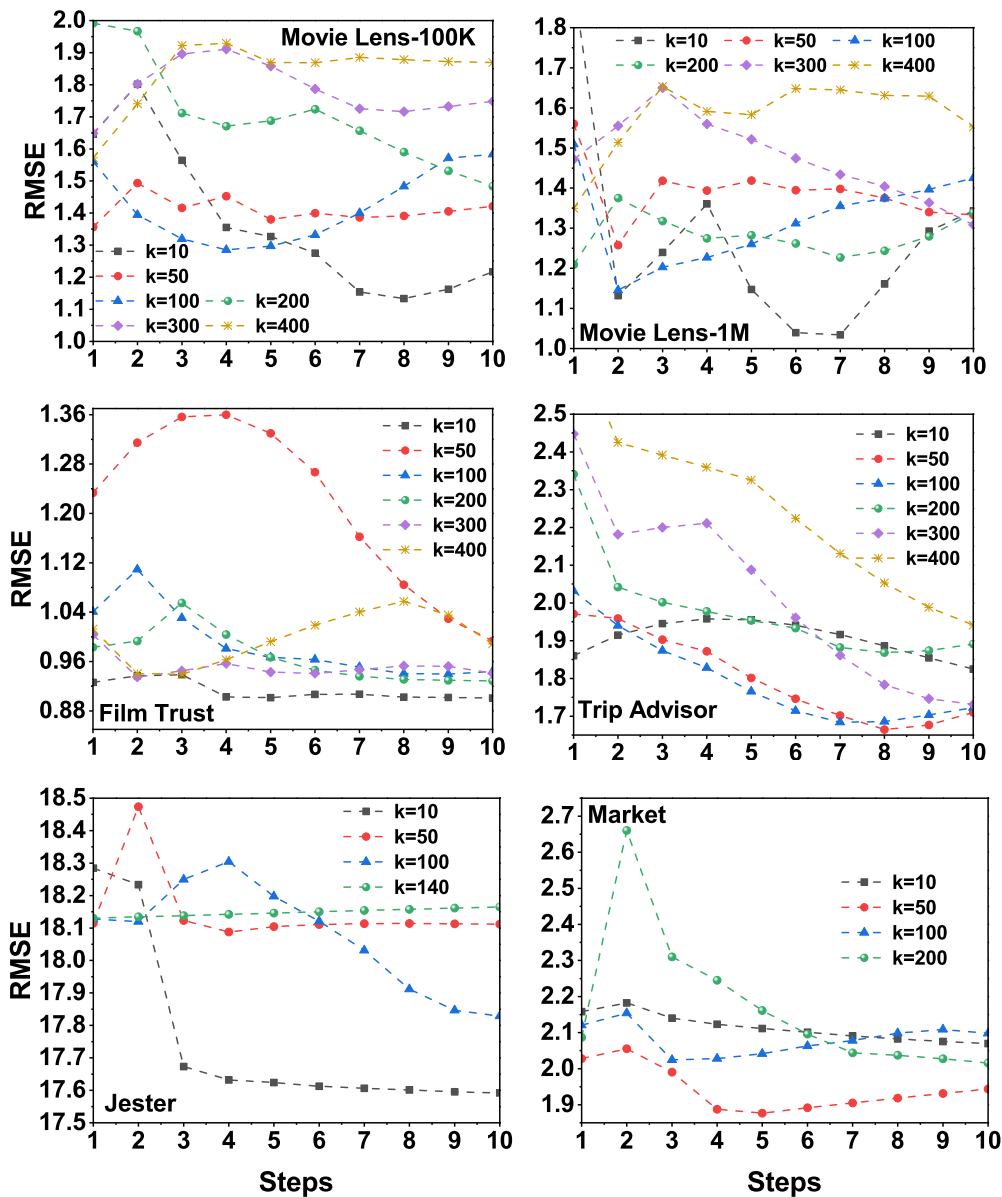 Movie Lens-100K
RMSE
2.0
1.9
1.8
1.7
1.6
1.5
1.4
1.3
1.2
1.1
1.0
k=10
k=50
k=100 k=200
k=300 k=400
1 2 3 4 5 6 7 8 9 10
k=10 k=50 k=100
k=200 k=300 k=400
1.8
1.7
1.6
1.5
1.4
1.3
1.2
1.1
1.0
Movie Lens-1M
1 2 3 4 5 6 7 8 9 10
RMSE
1.36
1.28
1.20
1.12
1.04
0.96
0.88
k=10
k=50
k=100
k=200
k=300
k=400
Film Trust
1 2 3 4 5 6 7 8 9 10
2.5
2.4
2.3
2.2
2.1
2.0
1.9
1.8
1.7
k=10
k=50
k=100
k=200
k=300
k=400
Trip Advisor
1 2 3 4 5 6 7 8 9 10
RMSE
18.5
18.4
18.3
18.2
18.1
18.0
17.9
17.8
17.7
17.6
17.5
k=10
k=50
k=100
k=140
Jester
1 2 3 4 5 6 7 8 9 10
Steps
Market
2.7
2.6
2.5
2.4
2.3
2.2
2.1
2.0
1.9
k=10
k=50
k=100
k=200
1 2 3 4 5 6 7 8 9 10
Steps